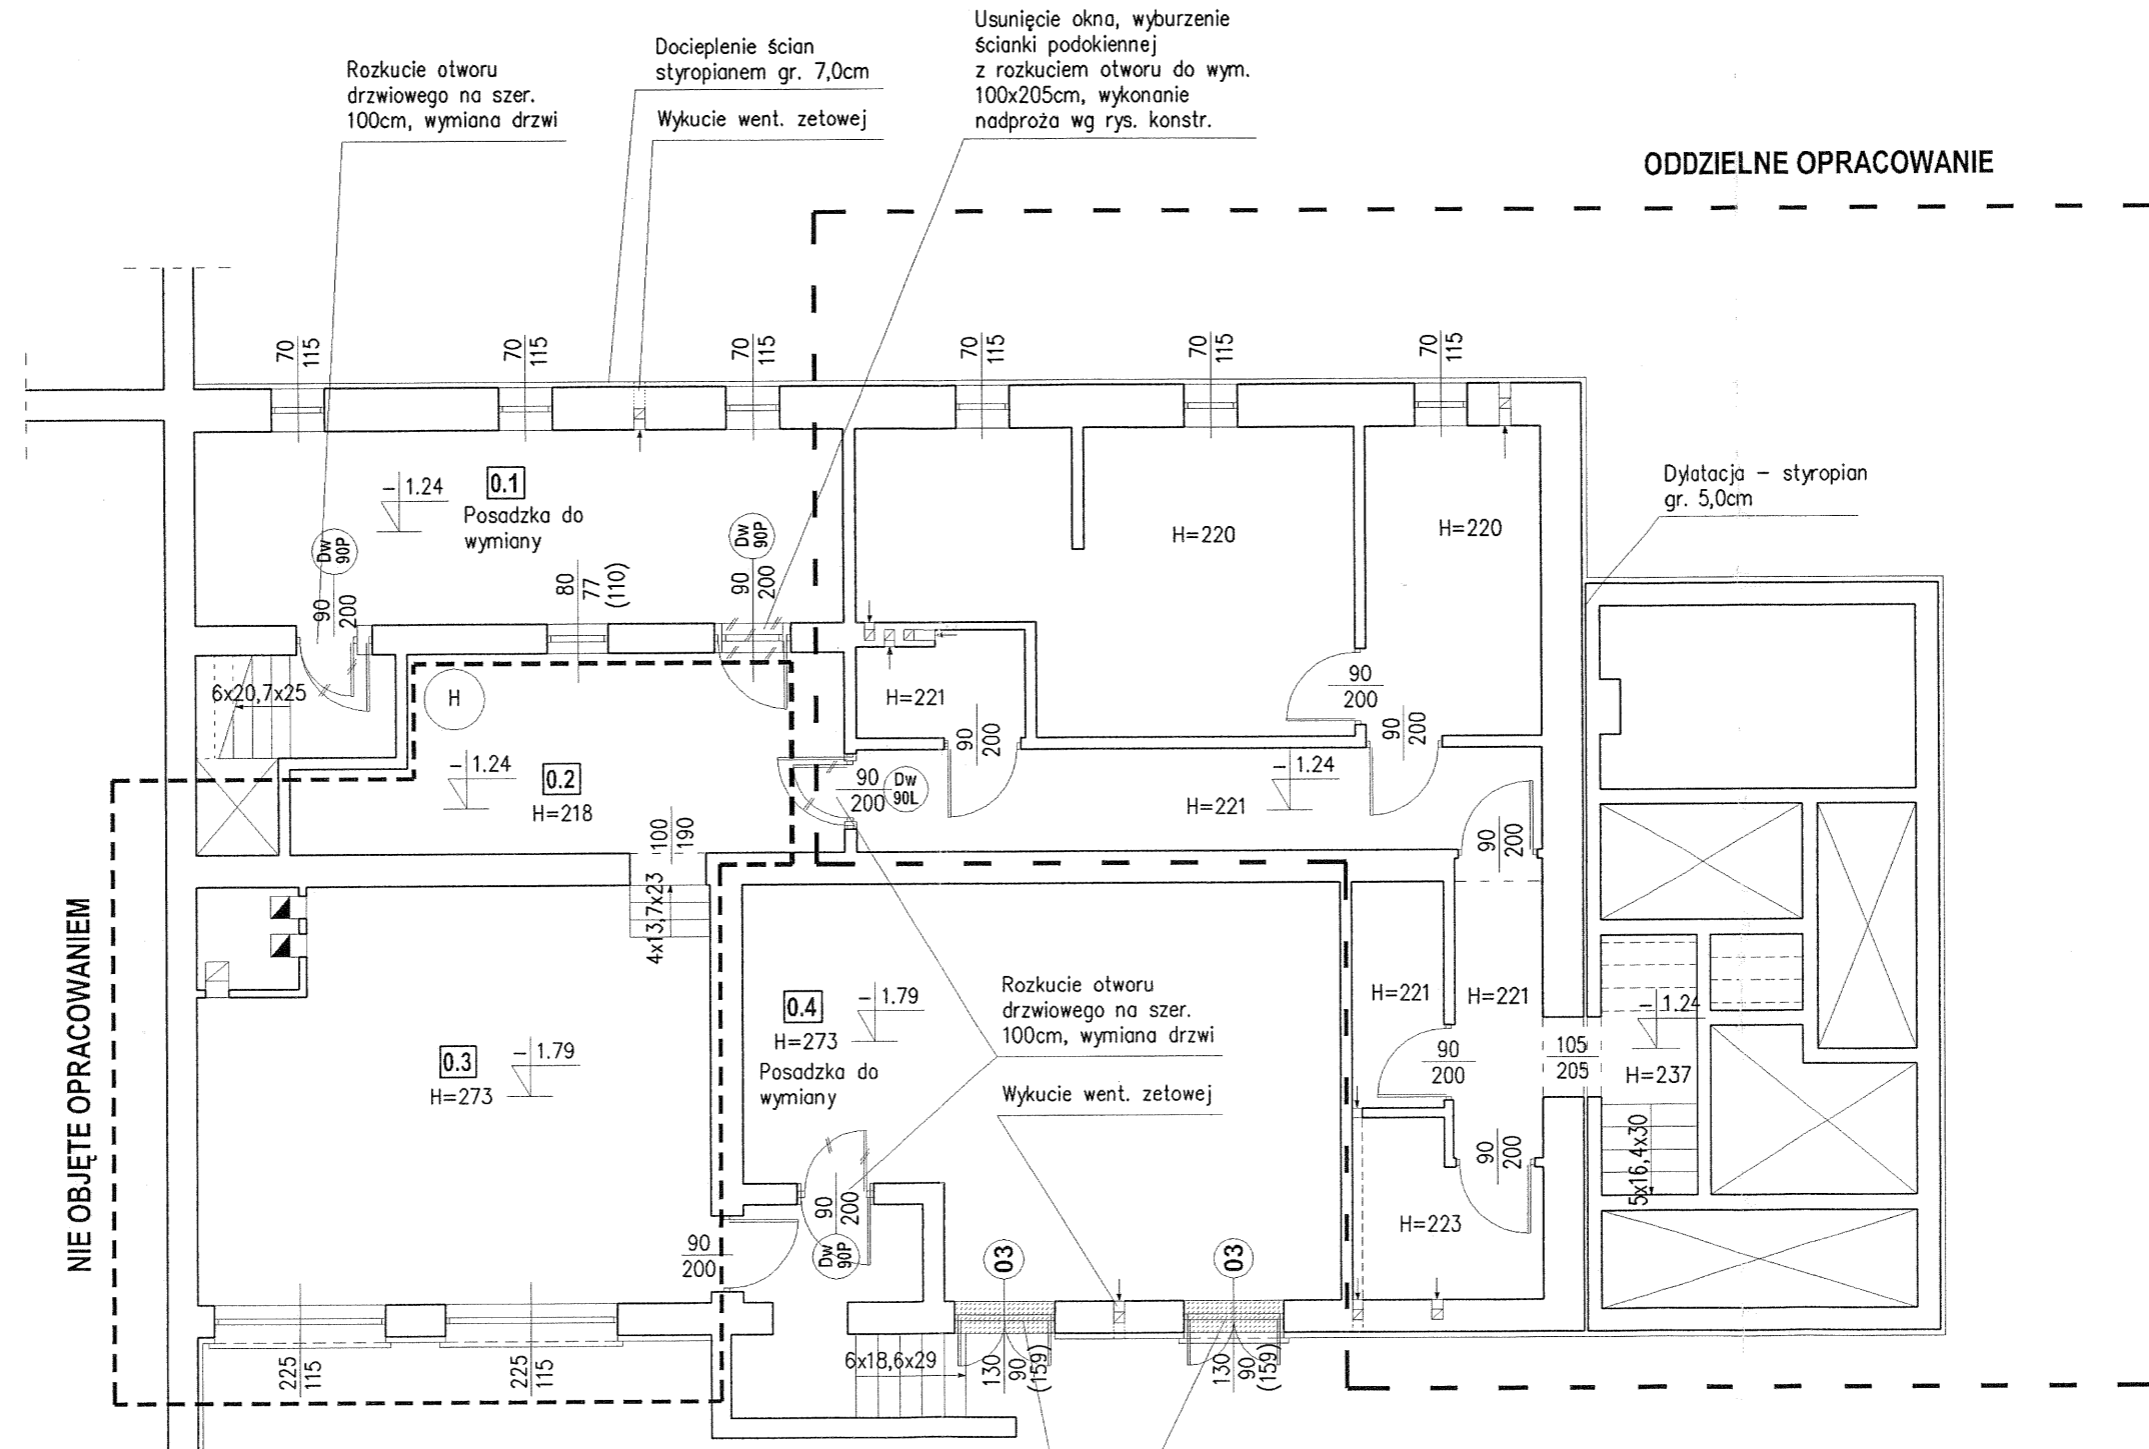 Usunięcie okna, wyburzenie
ścianki podokiennej
z rozkuciem otworu do wym.
100x205cm, wykonanie
nadproża wg rys. konstr.
Docieplenie ścian
styropianem gr. 7,0cm
Wykucie went. zetowej
Rozkucie otworu
drzwiowego na szer.
100cm, wymiana drzwi
ODDZIELNE OPRACOWANIE
70
115
70
115
70
115
70
115
70
115
70
115
Dylatacja – styropian
gr. 5,0cm
– 1.24
0.1
Posadzka do
wymiany
Dw
90P
90
200
80
77
(110)
Dw
90P
90
200
H=220
H=220
6x20,7x25
H
H=221
90
200
90
200
90
200
– 1.24
0.2
H=218
100
190
90
200
Dw
90L
– 1.24
H=221
90
200
4x13,7x23
NIE OBJĘTE OPRACOWANIEM
0.3
– 1.79
H=273
0.4
– 1.79
H=273
Posadzka do
wymiany
Rozkucie otworu
drzwiowego na szer.
100cm, wymiana drzwi
Wykucie went. zetowej
H=221
H=221
90
200
105
205
– 1.24
H=237
5x16,4x30
90
200
H=223
90
200
Dw
90P
90
200
03
03
225
115
225
115
6x18,6x29
130
90
(159)
130
90
(159)